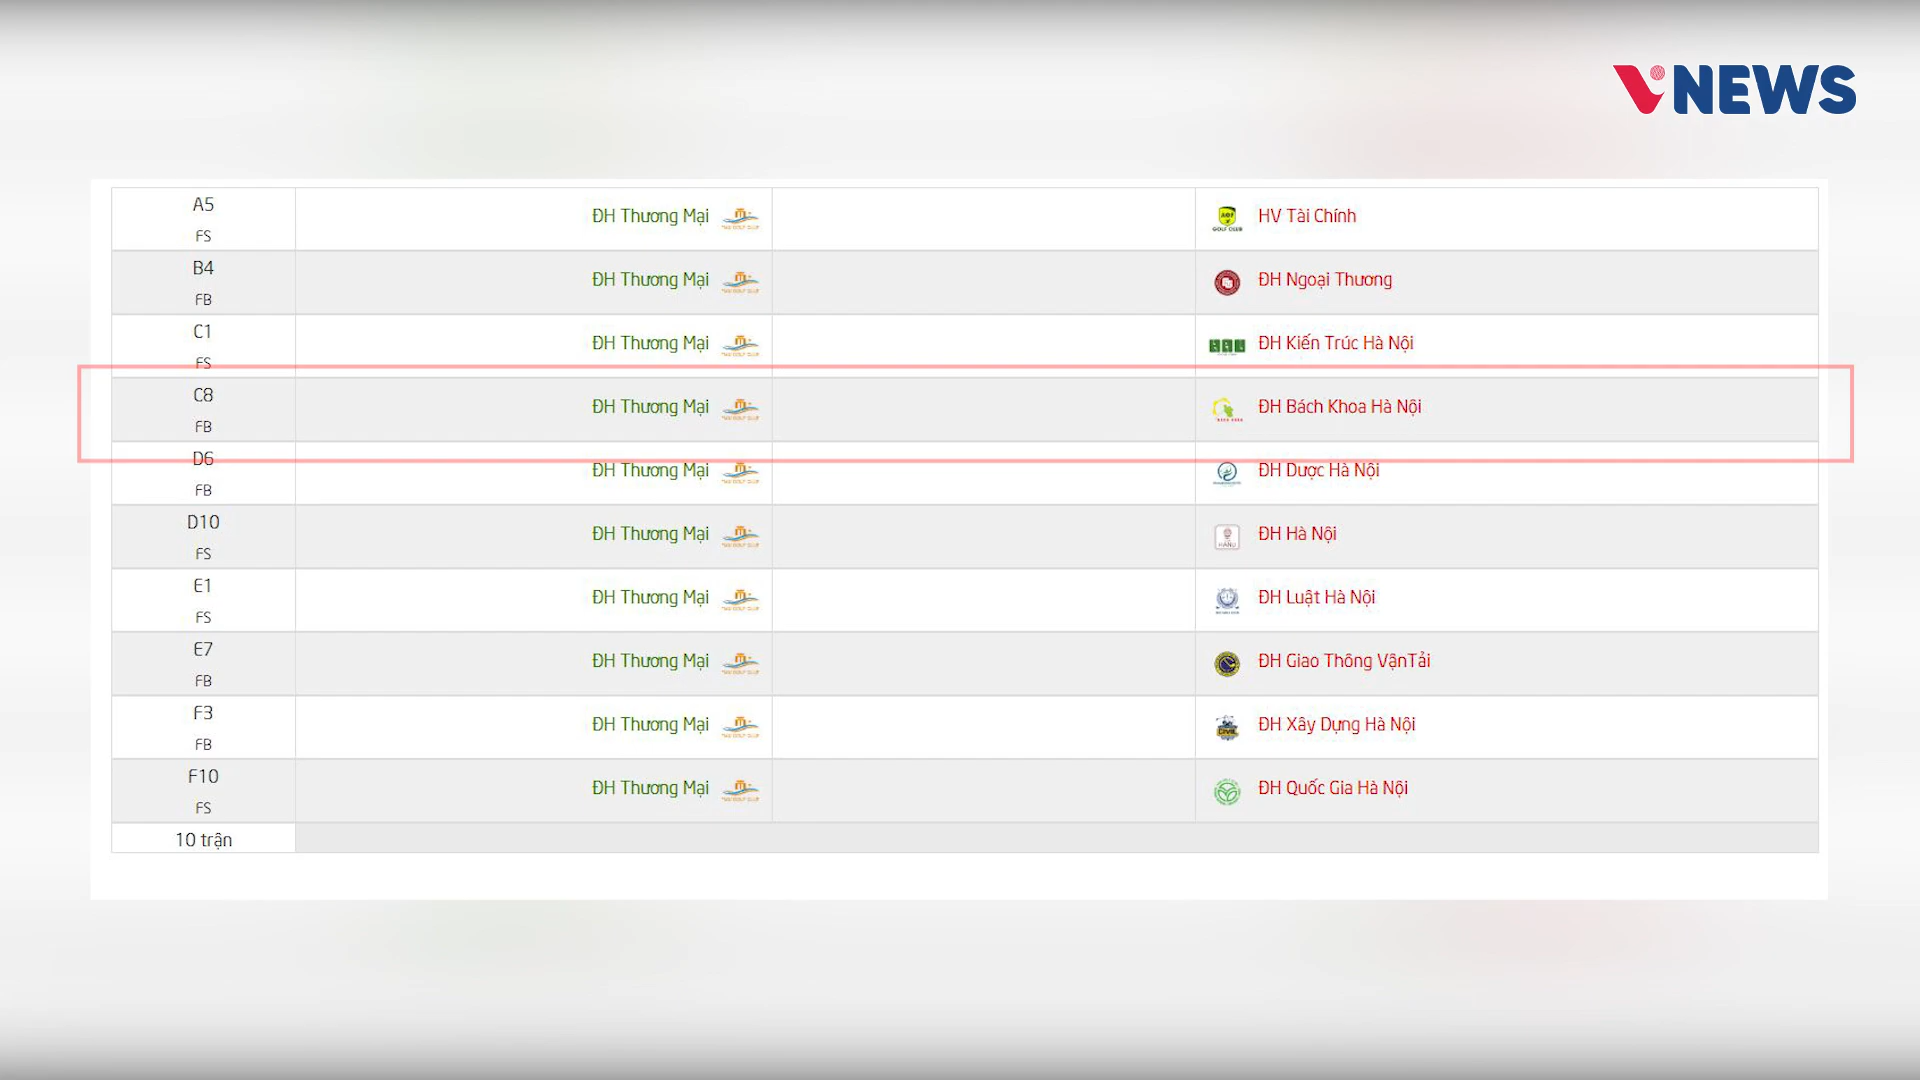 VNEWS
A5
FS
ĐH Thương Mại
GOLF CLUB
HV Tài Chính
B4
FB
ĐH Thương Mại
ĐH Ngoại Thương
C1
FS
ĐH Thương Mại
ĐH Kiến Trúc Hà Nội
C8
FB
ĐH Thương Mại
ĐH Bách Khoa Hà Nội
D6
FB
ĐH Thương Mại
ĐH Dược Hà Nội
D10
FS
ĐH Thương Mại
HANU
ĐH Hà Nội
E1
FS
ĐH Thương Mại
ĐH Luật Hà Nội
E7
FB
ĐH Thương Mại
ĐH Giao Thông VậnTải
F3
FB
ĐH Thương Mại
CIVIL
ĐH Xây Dựng Hà Nội
F10
FS
ĐH Thương Mại
ĐH Quốc Gia Hà Nội
10 trận